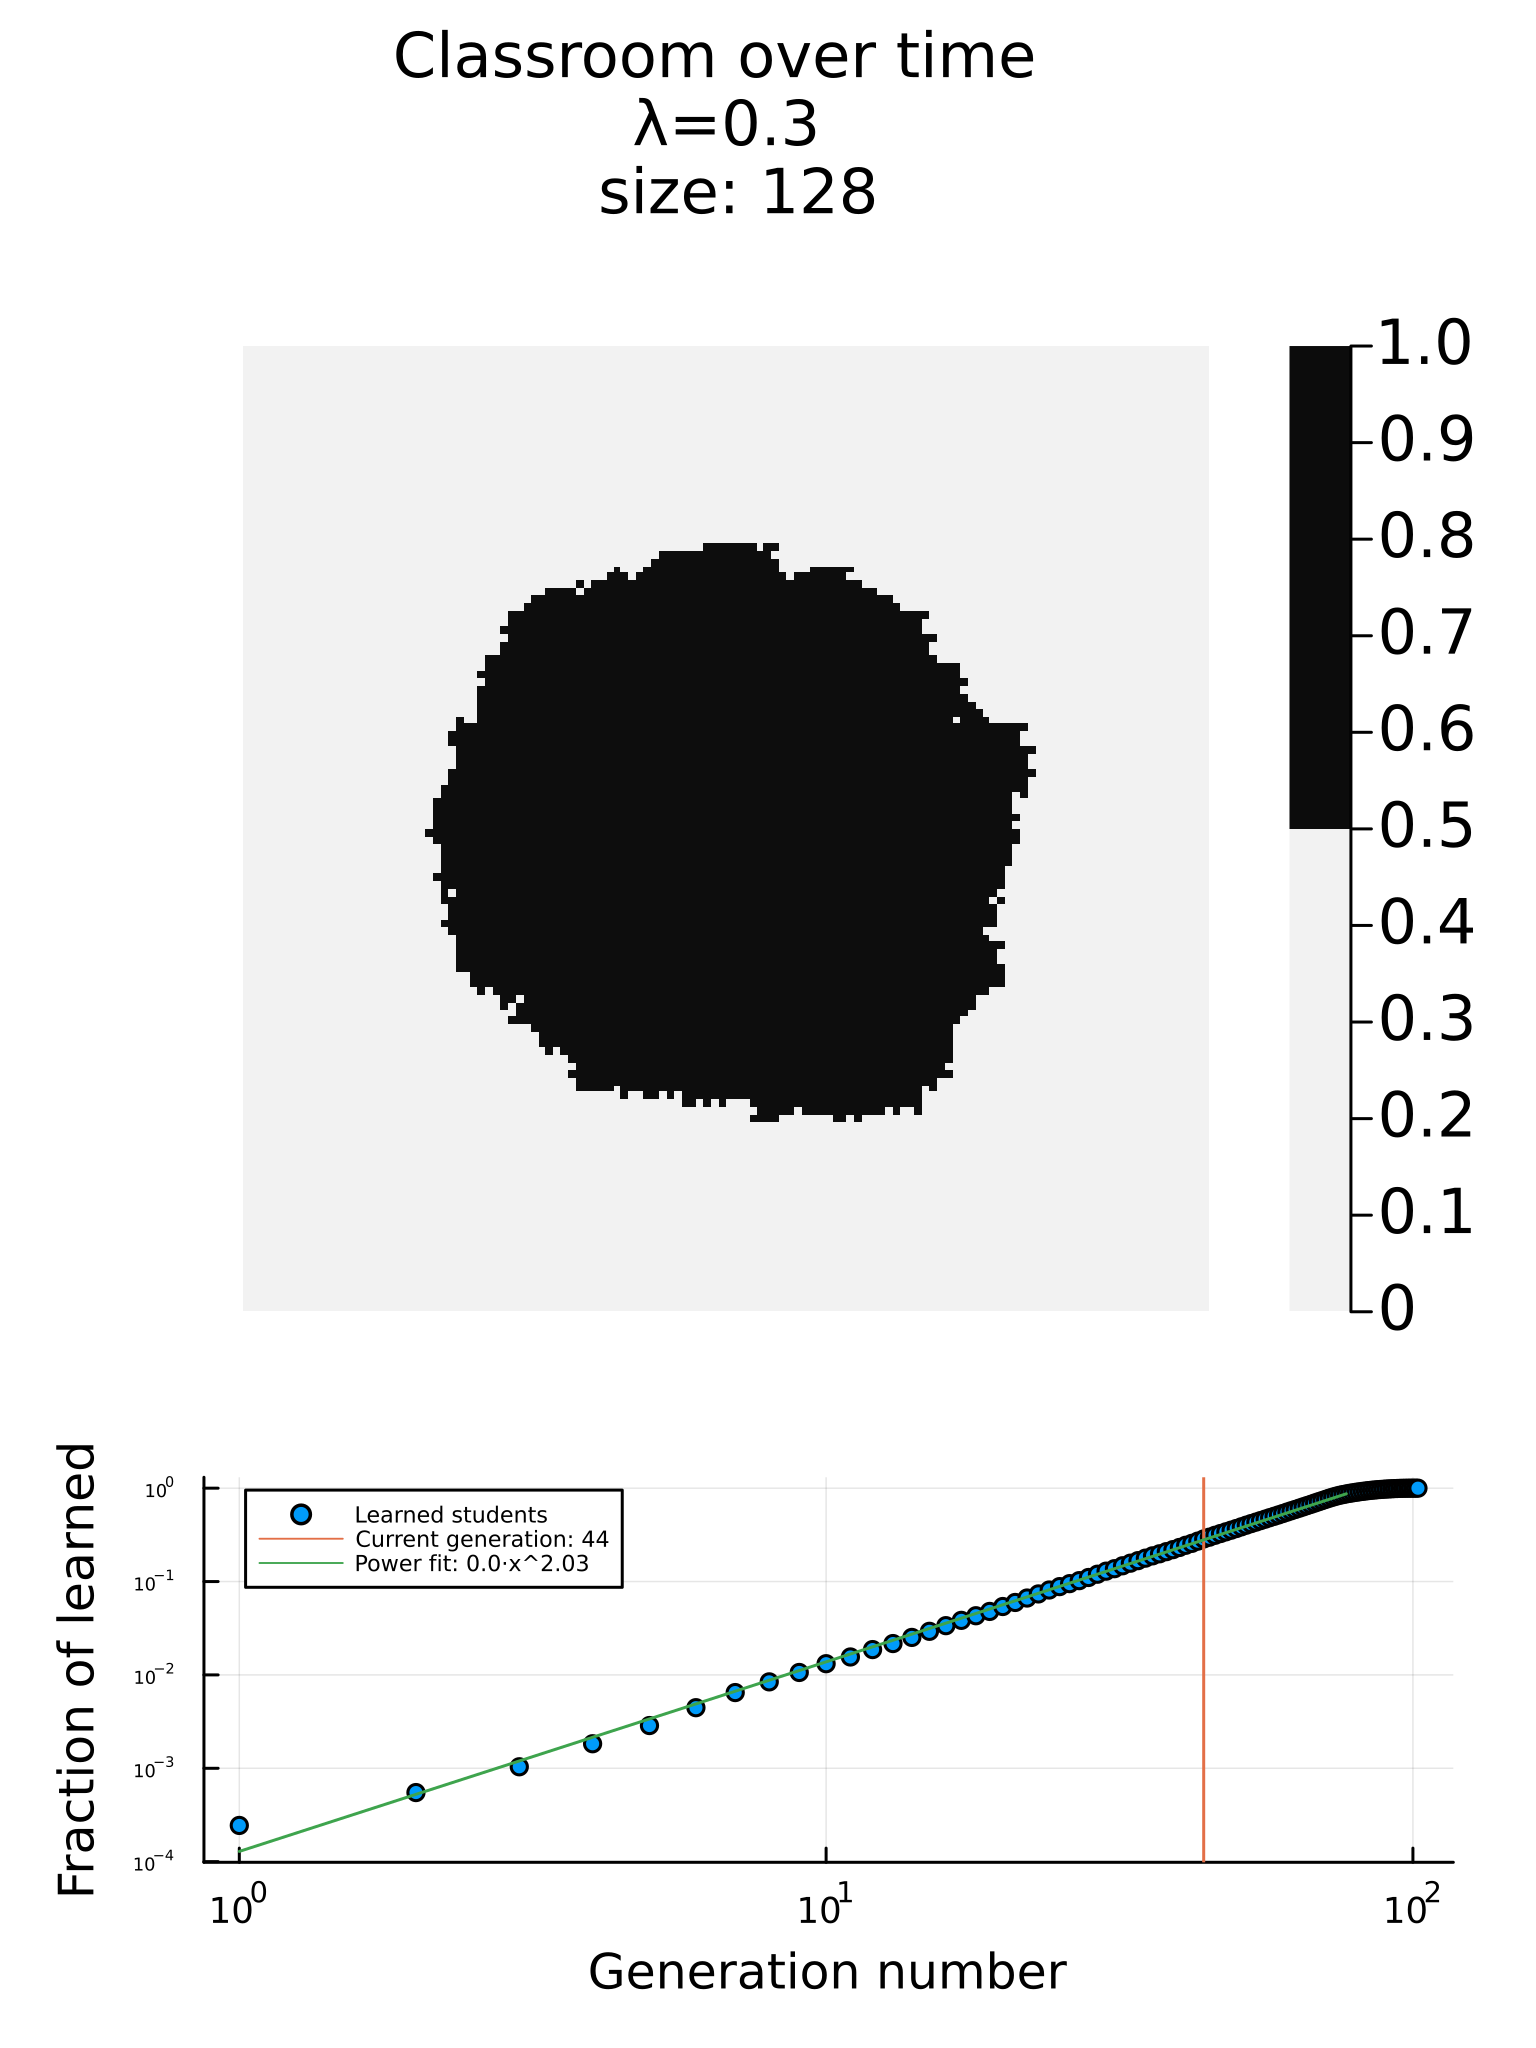 Classroom over time
λ=0.3
size: 128
1.0
0.9
0.8
0.7
0.6
0.5
0.4
0.3
0.2
0.1
0
Fraction of learned
10^0
10^-1
10^-2
10^-3
10^-4
Learned students
Current generation: 44
Power fit: 0.0·x^2.03
10^0 10^1 10^2
Generation number